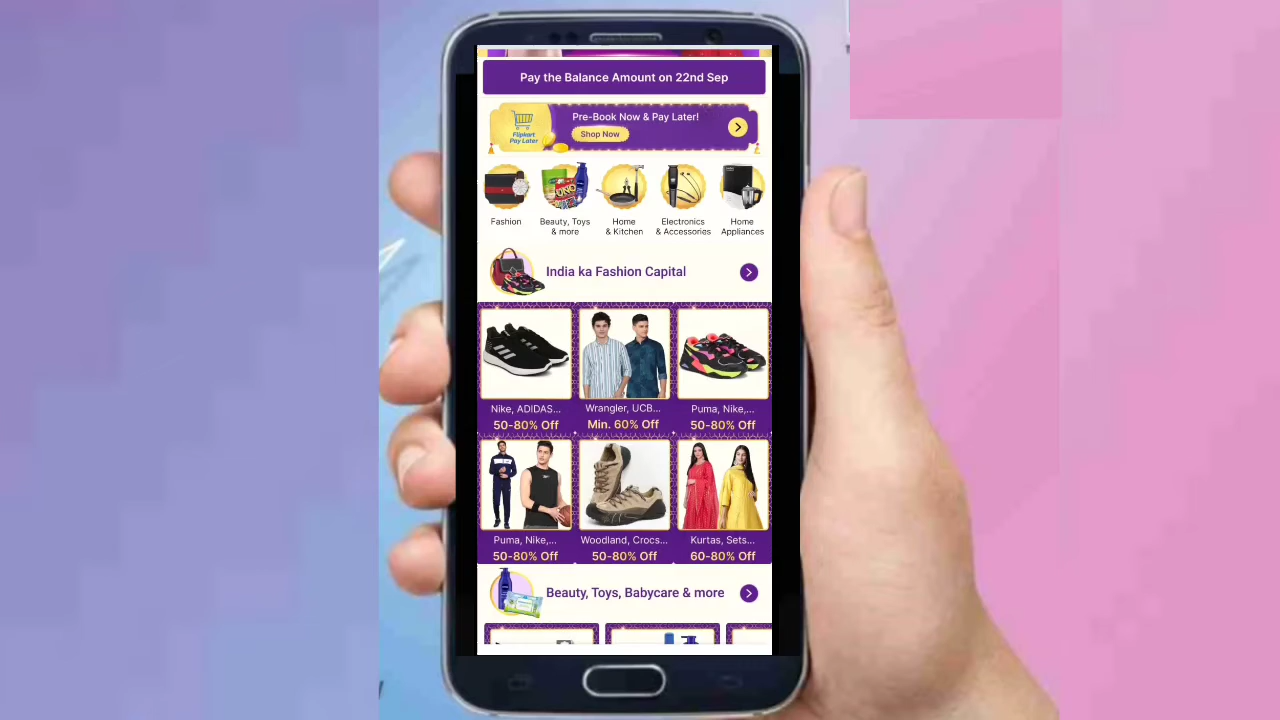 Pay the Balance Amount on 22nd Sep
Pre-Book Now & Pay Later!
Shop Now
Flipkart
Pay Later
Fashion
Beauty, Toys
& more
Home
& Kitchen
Electronics
& Accessories
Home
Appliances
India ka Fashion Capital
Nike, ADIDAS...
50-80% Off
Wrangler, UCB...
Min. 60% Off
Puma, Nike,...
50-80% Off
Puma, Nike,...
50-80% Off
Woodland, Crocs...
50-80% Off
Kurtas, Sets...
60-80% Off
Beauty, Toys, Babycare & more